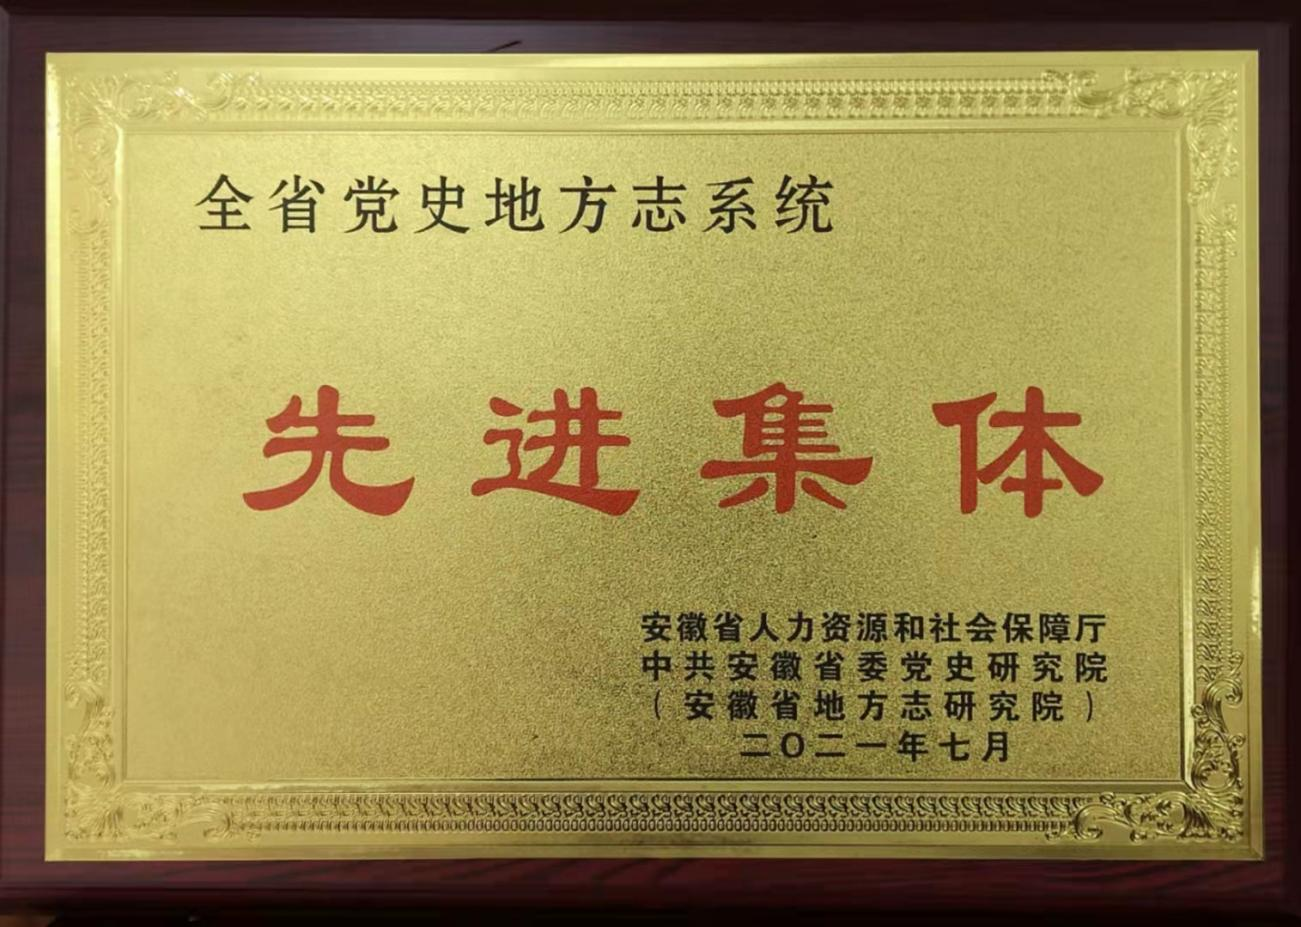 全省党史地方志系统
先进集体
安徽省人力资源和社会保障厅
中共安徽省委党史研究院
（安徽省地方志研究院）
二〇二一年七月